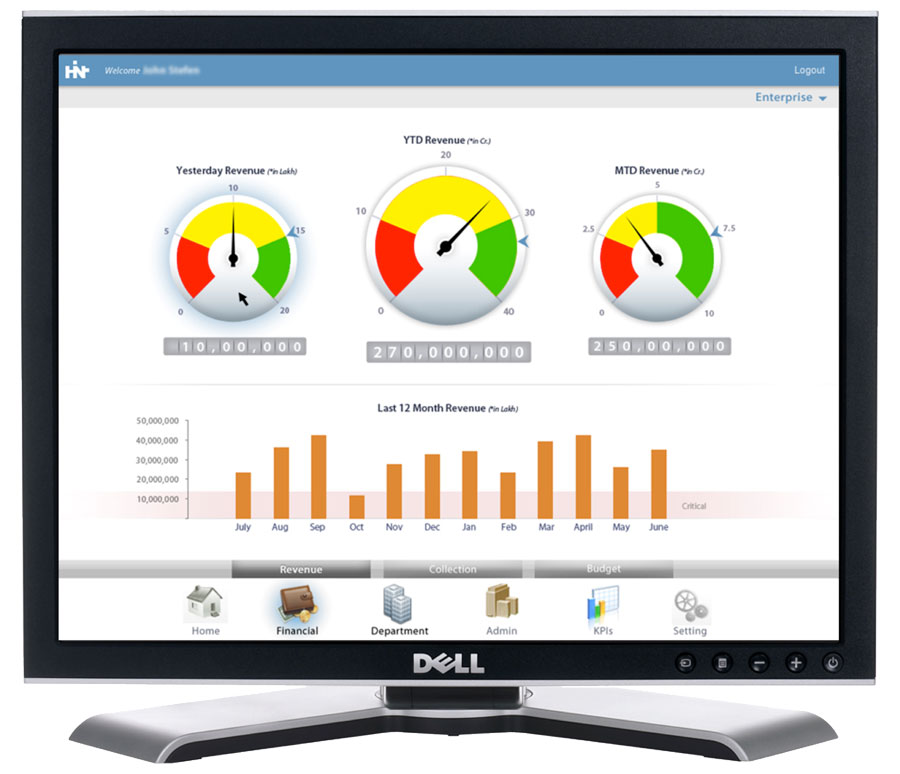 HINT
Welcome John Stefen
Logout
Enterprise
Yesterday Revenue (*in Lakh)
0
5
10
15
20
10,00,000
YTD Revenue (*in Cr.)
0
10
20
30
40
270,000,000
MTD Revenue (*in Cr.)
0
2.5
5
7.5
10
250,00,000
Last 12 Month Revenue (*in Lakh)
50,000,000
40,000,000
30,000,000
20,000,000
10,000,000
Critical
July Aug Sep Oct Nov Dec Jan Feb Mar April May June
Revenue Collection Budget
Home Financial Department Admin KPIs Setting
DELL